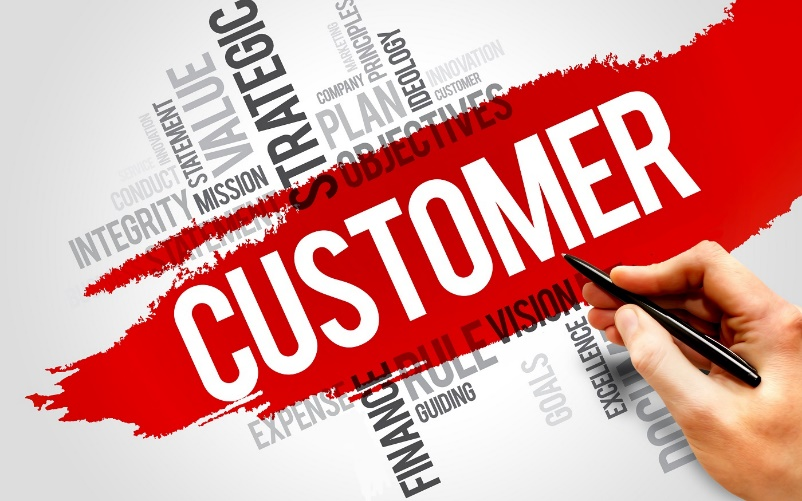 STRATEGIC
VALUE
PRINCIPLES
MARKETING
IDEOLOGY
INNOVATION
COMPANY
CUSTOMER
PLAN
OBJECTIVES
STATEMENT
INNOVATION
SERVICE
CONDUCT
MISSION
INTEGRITY
STATEMENT
CUSTOMER
VISION
RULE
EXPENSE
FINANCE
GUIDING
GOALS
EXCELLENCE